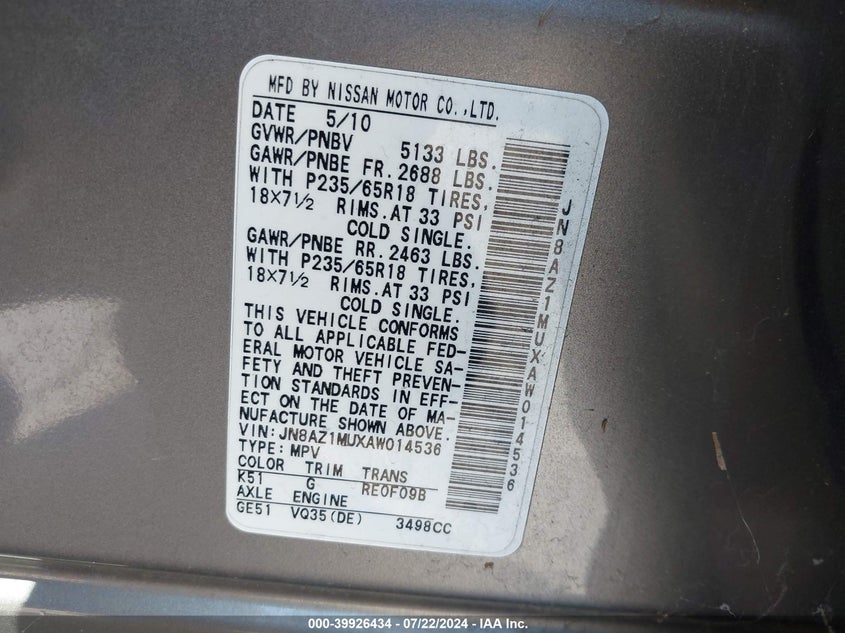 MFD BY NISSAN MOTOR CO.,LTD.
DATE 5/10
GVWR/PNBV 5133 LBS.
GAWR/PNBE FR. 2688 LBS.
WITH P235/65R18 TIRES,
18X7½ RIMS.AT 33 PSI
COLD SINGLE.
GAWR/PNBE RR. 2463 LBS.
WITH P235/65R18 TIRES,
18X7½ RIMS.AT 33 PSI
COLD SINGLE.
THIS VEHICLE CONFORMS
TO ALL APPLICABLE FED-
ERAL MOTOR VEHICLE SA-
FETY AND THEFT PREVEN-
TION STANDARDS IN EFF-
ECT ON THE DATE OF MA-
NUFACTURE SHOWN ABOVE.
VIN:JN8AZ1MUXAW014536
TYPE:MPV
COLOR TRIM TRANS
K51 G RE0F09B
AXLE ENGINE
GE51 VQ35(DE) 3498CC
JN8AZ1MUXAW014536
000-39926434 - 07/22/2024 - IAA Inc.